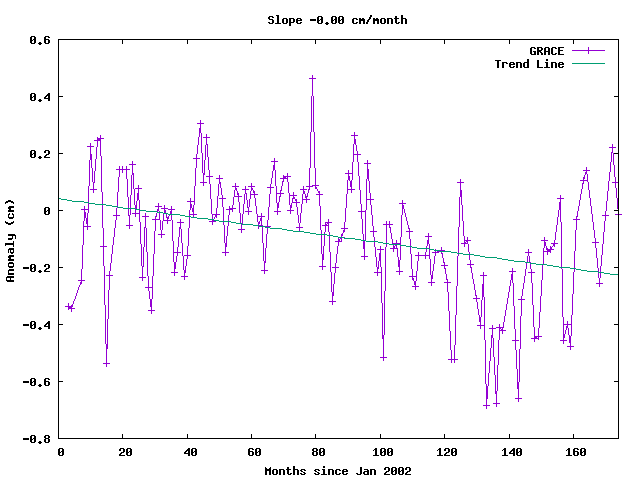 Slope -0.00 cm/month
GRACE
Trend Line
0.6
0.4
0.2
0
-0.2
-0.4
-0.6
-0.8
Anomaly (cm)
0 20 40 60 80 100 120 140 160
Months since Jan 2002